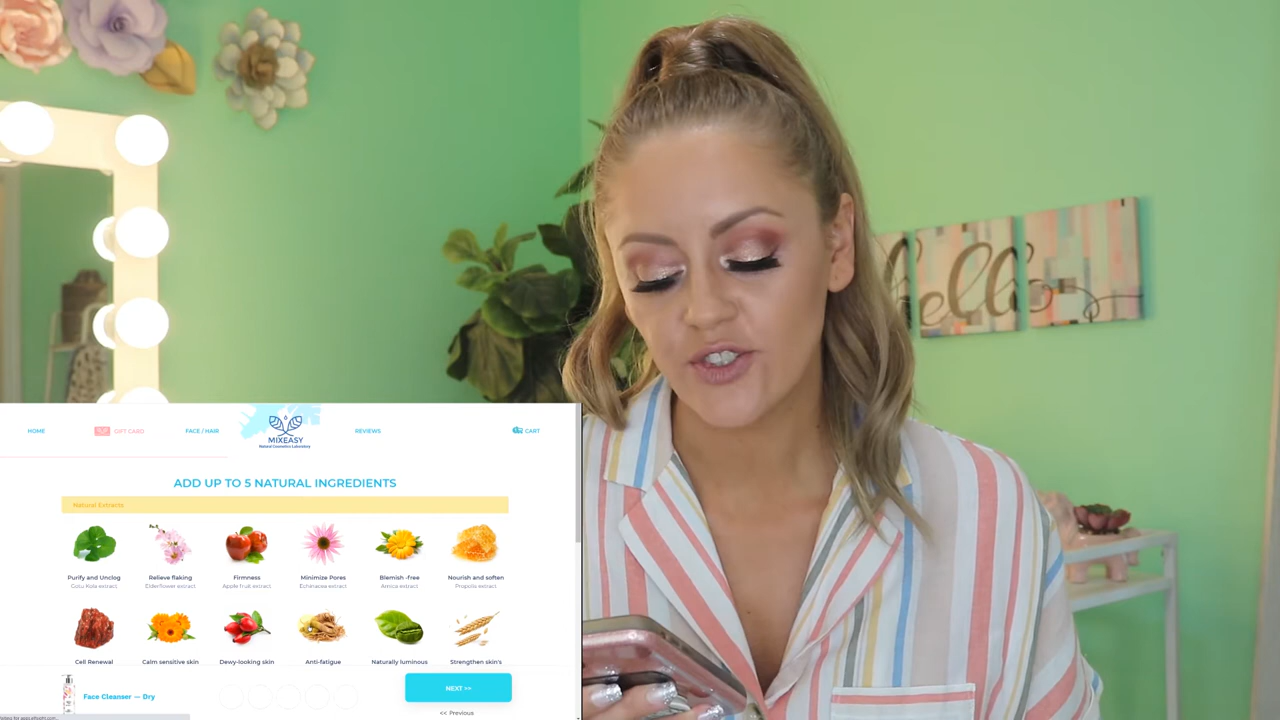 hello
HOME
GIFT CARD
FACE / HAIR
MIXEASY
Natural Cosmetics Laboratory
REVIEWS
CART
ADD UP TO 5 NATURAL INGREDIENTS
Natural Extracts
Purify and Unclog
Gotu Kola extract
Relieve flaking
Elderflower extract
Firmness
Apple fruit extract
Minimize Pores
Echinacea extract
Blemish -free
Arnica extract
Nourish and soften
Propolis extract
Cell Renewal
Calm sensitive skin
Dewy-looking skin
Anti-fatigue
Naturally luminous
Strengthen skin's
Face Cleanser — Dry
NEXT >>
<< Previous